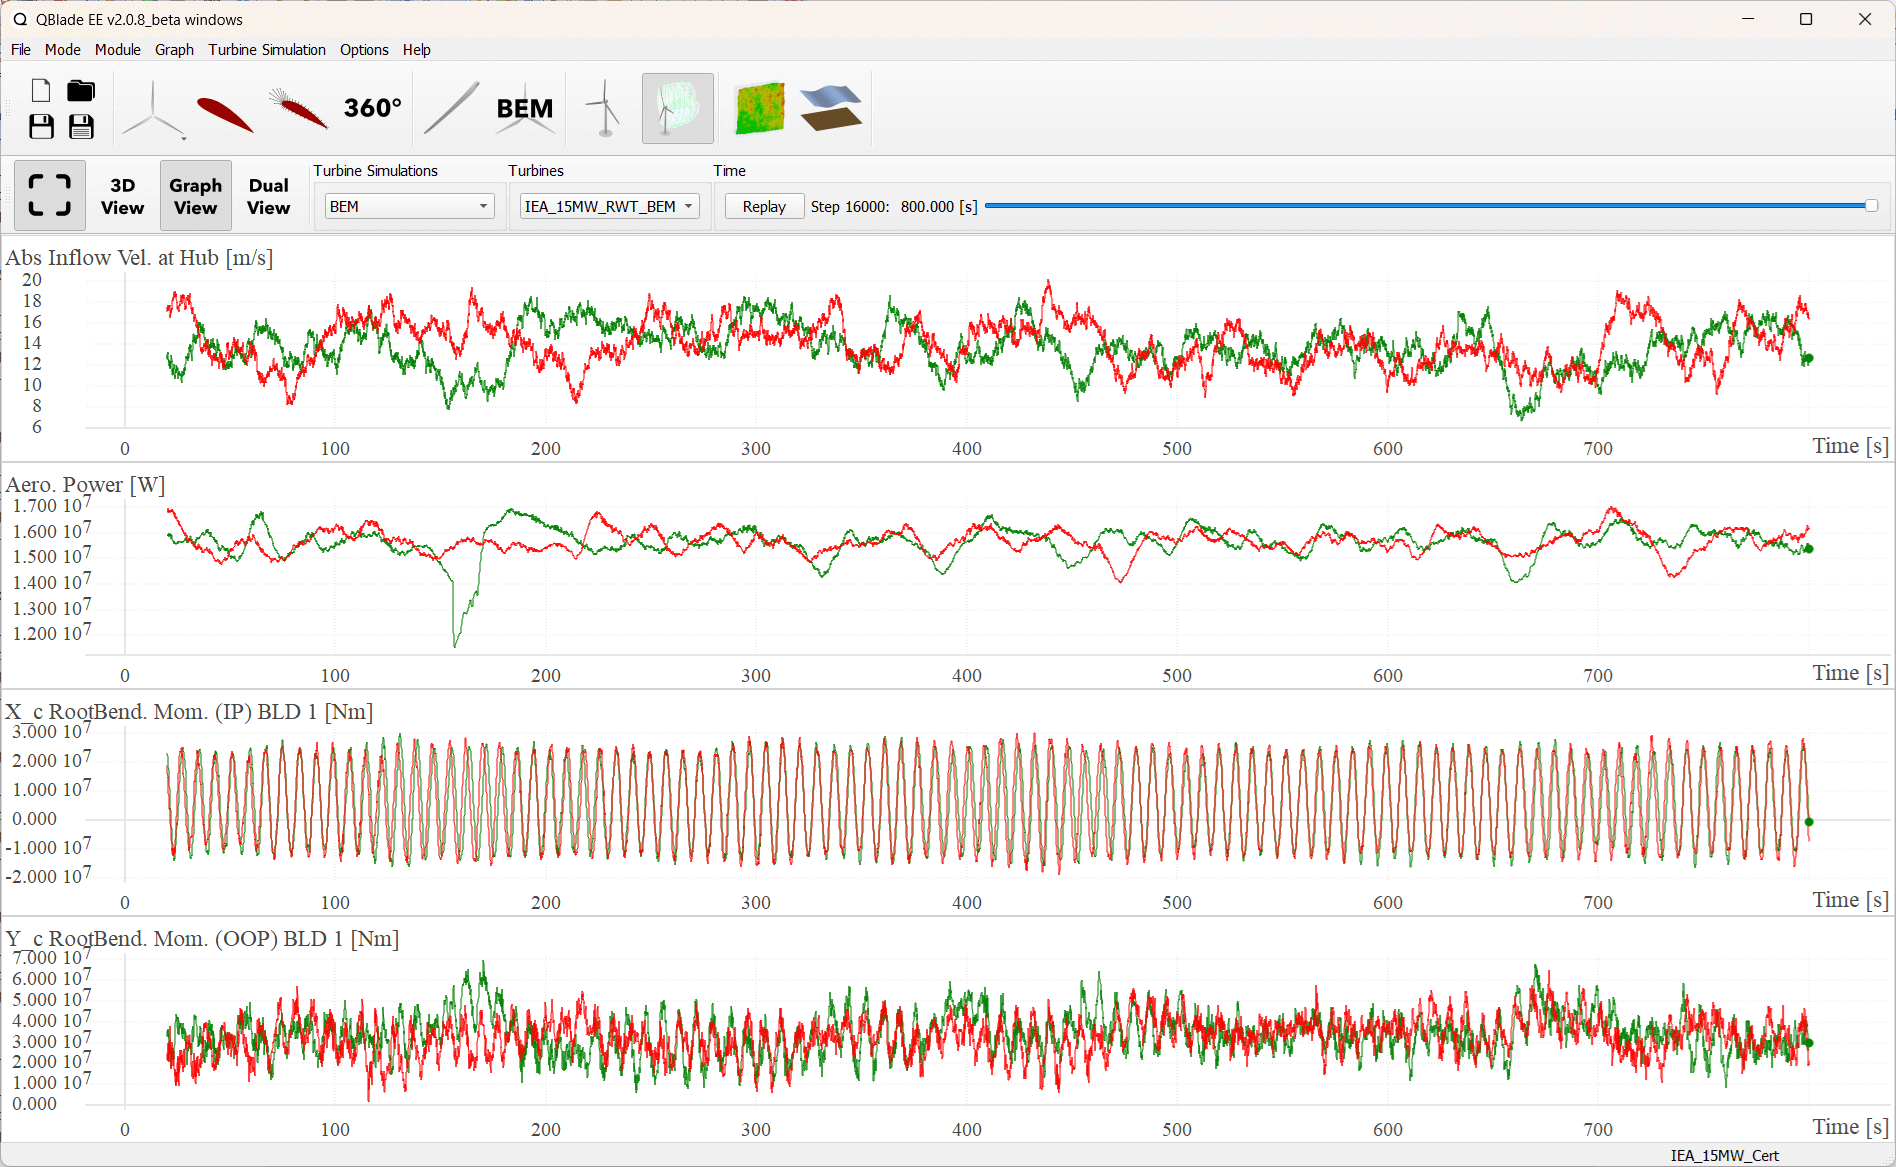 QBlade EE v2.0.8_beta windows
File Mode Module Graph Turbine Simulation Options Help
360° BEM
3D View
Graph View
Dual View
Turbine Simulations
BEM
Turbines
IEA_15MW_RWT_BEM
Time
Replay Step 16000: 800.000 [s]
Abs Inflow Vel. at Hub [m/s]
20
18
16
14
12
10
8
6
0 100 200 300 400 500 600 700 Time [s]
Aero. Power [W]
1.700 10^7
1.600 10^7
1.500 10^7
1.400 10^7
1.300 10^7
1.200 10^7
0 100 200 300 400 500 600 700 Time [s]
X_c RootBend. Mom. (IP) BLD 1 [Nm]
3.000 10^7
2.000 10^7
1.000 10^7
0.000
-1.000 10^7
-2.000 10^7
0 100 200 300 400 500 600 700 Time [s]
Y_c RootBend. Mom. (OOP) BLD 1 [Nm]
7.000 10^7
6.000 10^7
5.000 10^7
4.000 10^7
3.000 10^7
2.000 10^7
1.000 10^7
0.000
0 100 200 300 400 500 600 700 Time [s]
IEA_15MW_Cert